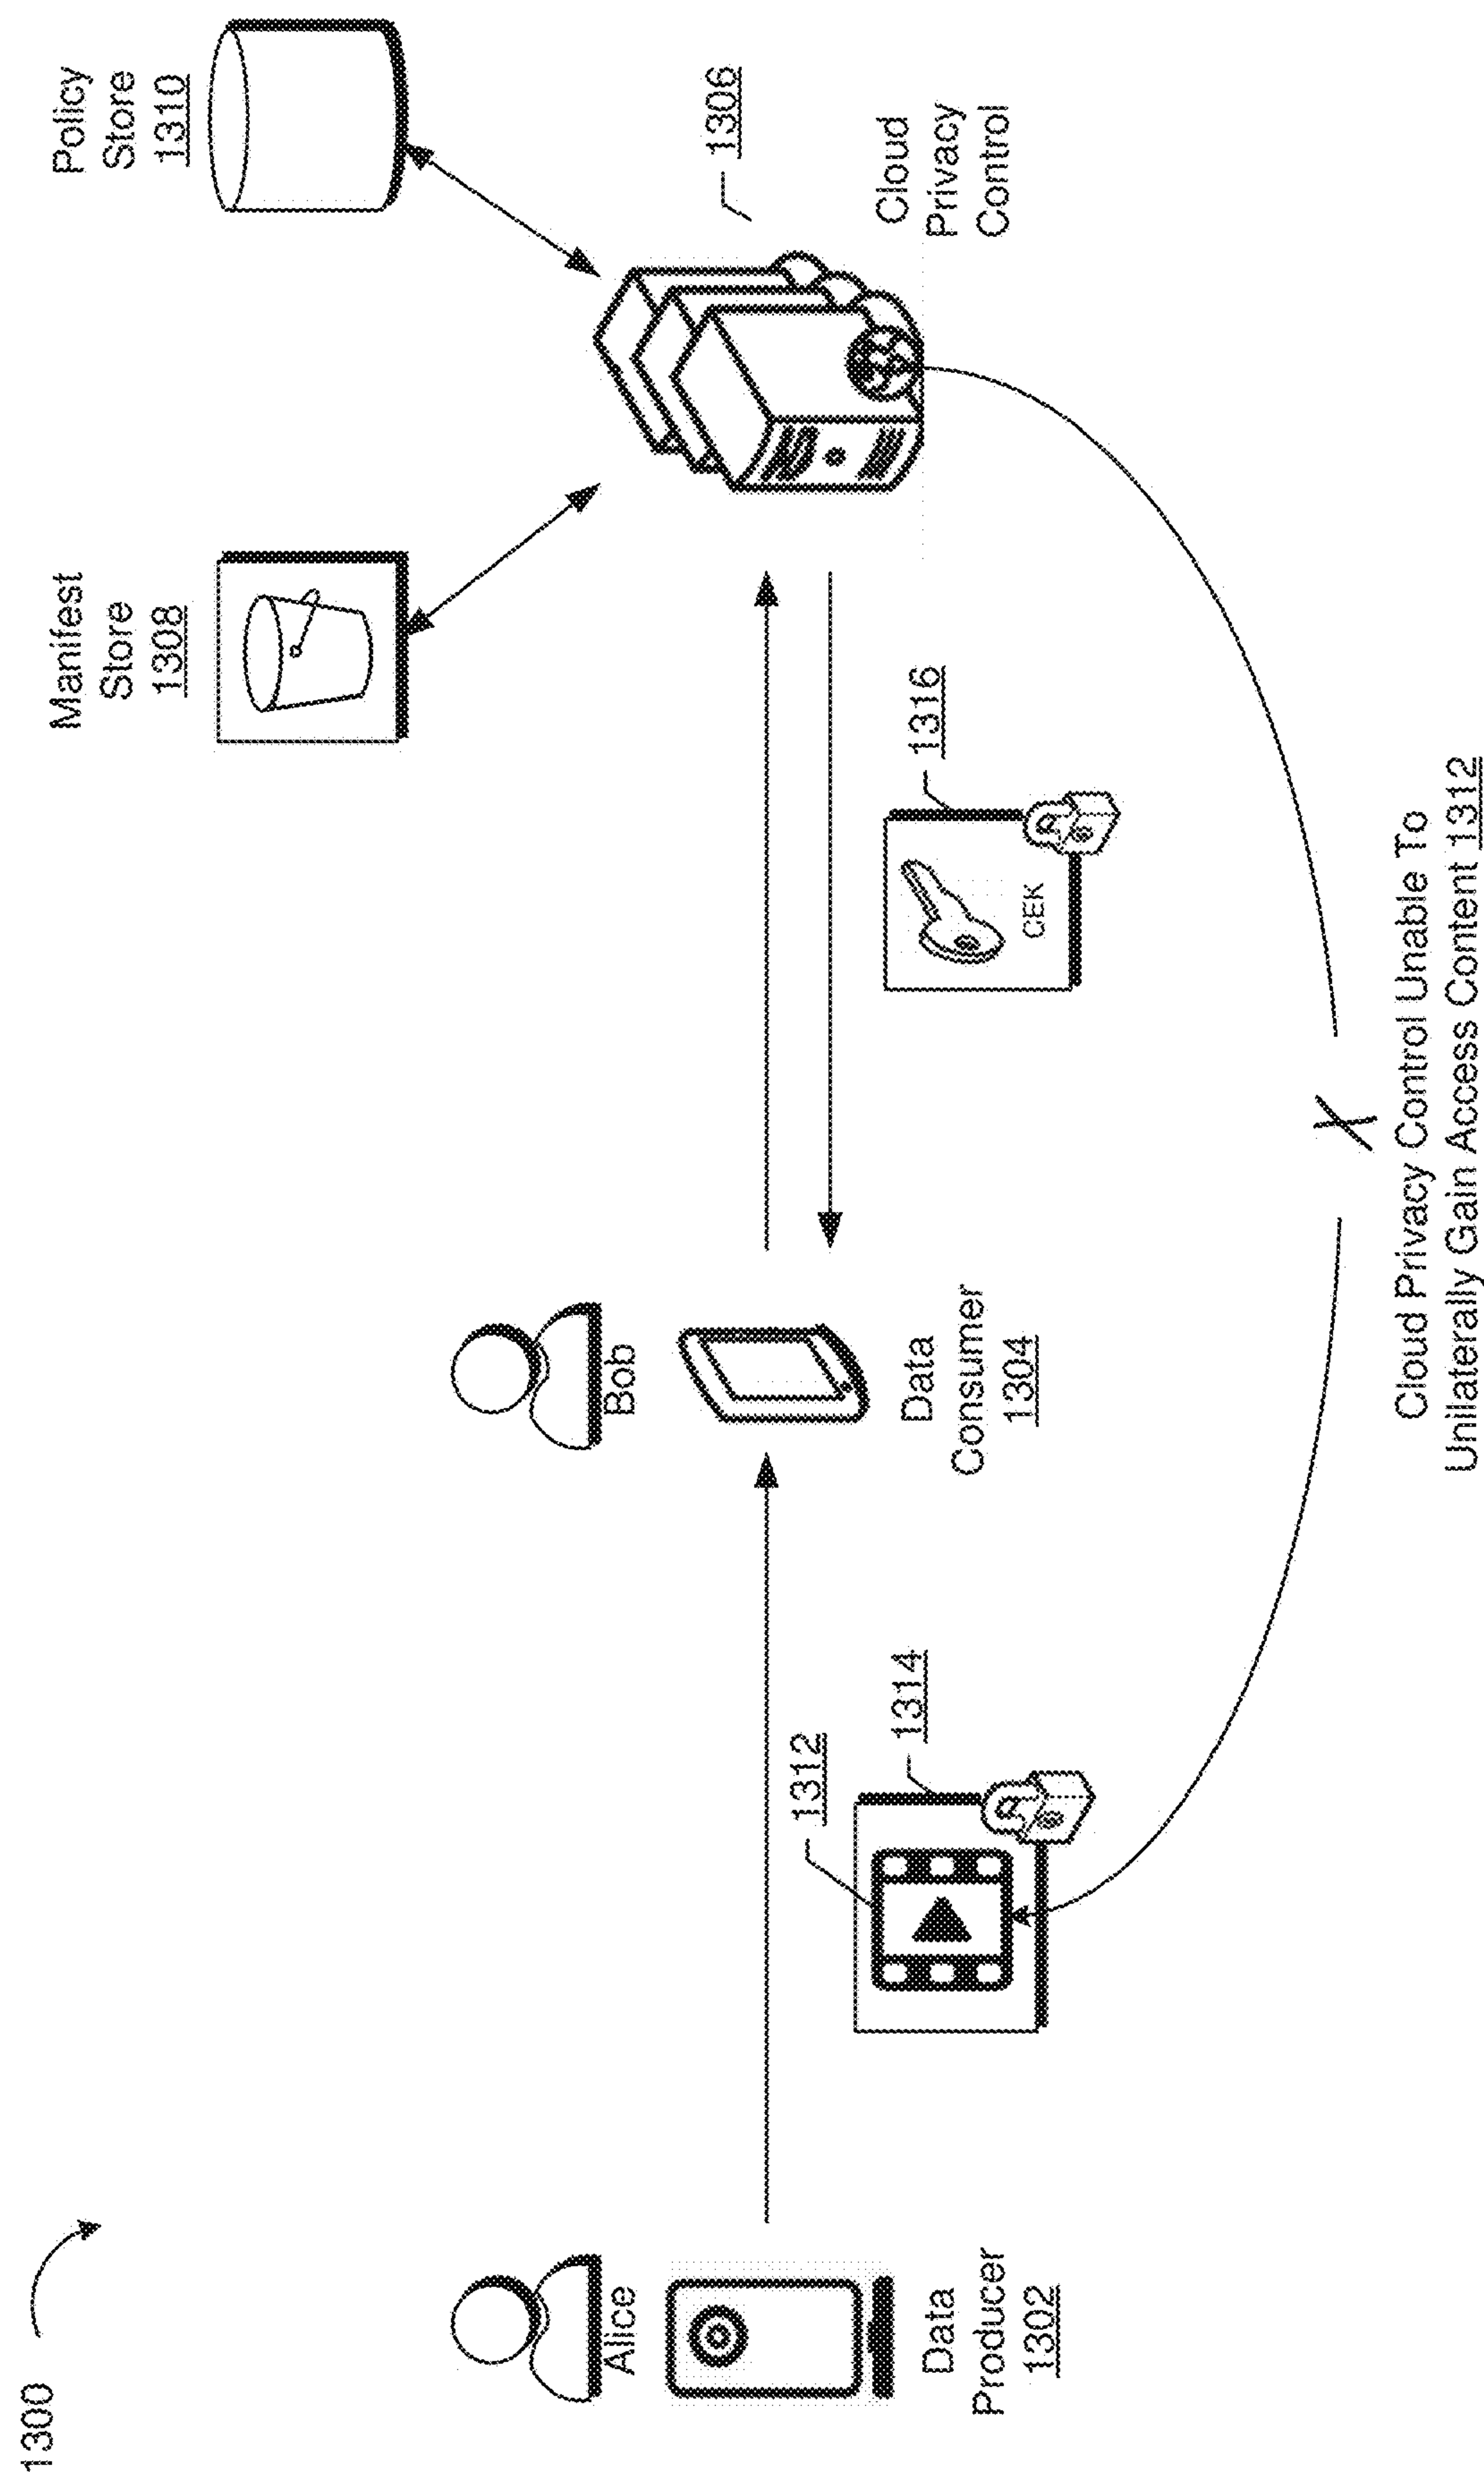 1300
Manifest
Store
1308
Policy
Store
1310
Alice
Bob
1306
Cloud
Privacy
Control
Data
Producer
1302
1312
1314
Data
Consumer
1304
1316
CEK
Cloud Privacy Control Unable To
Unilaterally Gain Access Content 1312